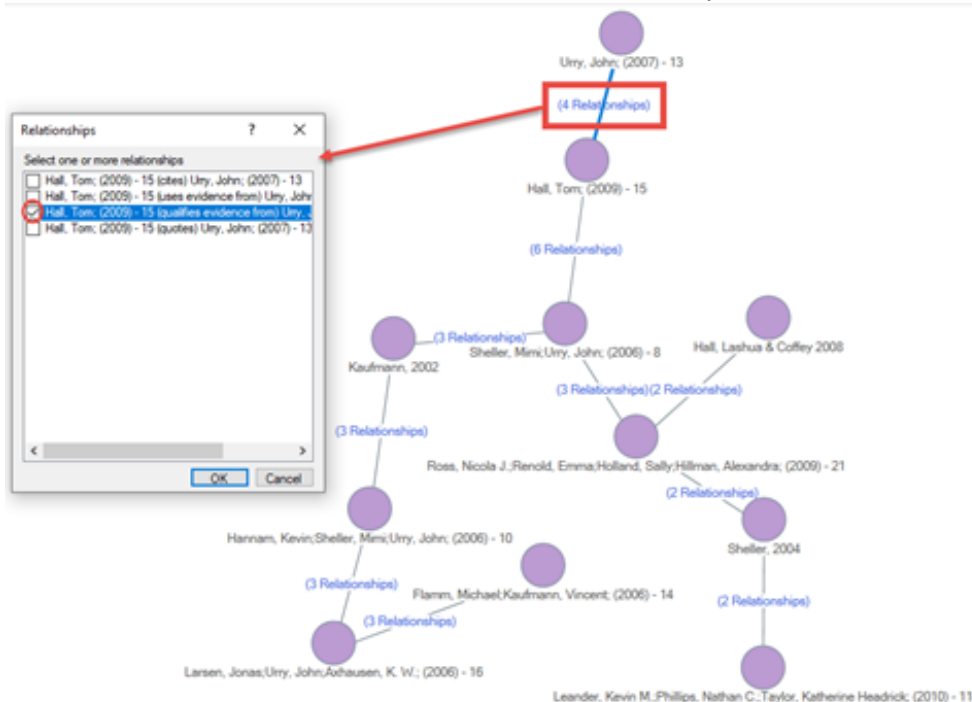 Urry, John; (2007) - 13
(4 Relationships)
Relationships ? ×
Select one or more relationships
Hall, Tom; (2009) - 15 (cites) Urry, John; (2007) - 13
Hall, Tom; (2009) - 15 (uses evidence from) Urry, John
Hall, Tom; (2009) - 15 (qualifies evidence from) Urry, J
Hall, Tom; (2009) - 15 (quotes) Urry, John; (2007) - 13
OK Cancel
Hall, Tom; (2009) - 15
(6 Relationships)
(3 Relationships)
Sheller, Mimi;Urry, John; (2006) - 8
Hall, Lashua & Coffey 2008
Kaufmann, 2002
(3 Relationships)(2 Relationships)
(3 Relationships)
Ross, Nicola J.;Renold, Emma;Holland, Sally;Hillman, Alexandra; (2009) - 21
(2 Relationships)
Hannam, Kevin;Sheller, Mimi;Urry, John; (2006) - 10
Sheller, 2004
(3 Relationships)
Flamm, Michael;Kaufmann, Vincent; (2006) - 14
(2 Relationships)
(3 Relationships)
Larsen, Jonas;Urry, John;Axhausen, K. W.; (2006) - 16
Leander, Kevin M.;Phillips, Nathan C.;Taylor, Katherine Headrick; (2010) - 11